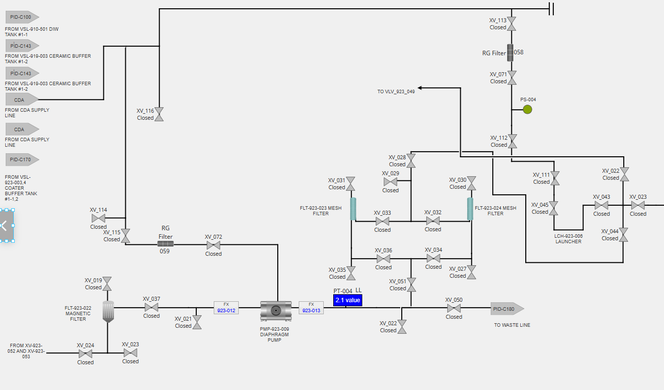 PID-C100
FROM VSL-910-501 DIW
TANK #1-1
PID-C143
FROM VSL-919-003 CERAMIC BUFFER
TANK #1-2
PID-C143
FROM VSL-919-003 CERAMIC BUFFER
TANK #1-2
CDA
FROM CDA SUPPLY
LINE
CDA
FROM CDA SUPPLY
LINE
PID-C170
FROM VSL-
923-003,4
COATER
BUFFER TANK
#1-1,2
XV_116
Closed
XV_113
Closed
RG Filter
058
XV_071
Closed
PS-004
TO VLV_923_049
XV_112
Closed
XV_028
Closed
XV_029
Closed
XV_031
Closed
XV_030
Closed
XV_111
Closed
XV_022
Closed
FLT-923-023 MESH
FILTER
FLT-923-024 MESH
FILTER
XV_033
Closed
XV_032
Closed
XV_045
Closed
XV_043
Closed
XV_023
Closed
XV_044
Closed
LCH-923-008
LAUNCHER
XV_114
Closed
XV_115
Closed
RG
Filter
059
XV_072
Closed
XV_036
Closed
XV_034
Closed
XV_035
Closed
XV_027
Closed
XV_051
Closed
XV_019
Closed
FLT-923-022
MAGNETIC
FILTER
XV_037
Closed
XV_021
Closed
FX
923-012
PMP-923-009
DIAPHRAGM
PUMP
FX
923-013
PT-004 LL
2.1 value
XV_050
Closed
PID-C180
TO WASTE LINE
XV_022
Closed
FROM XV-923-
052 AND XV-923-
053
XV_024
Closed
XV_023
Closed